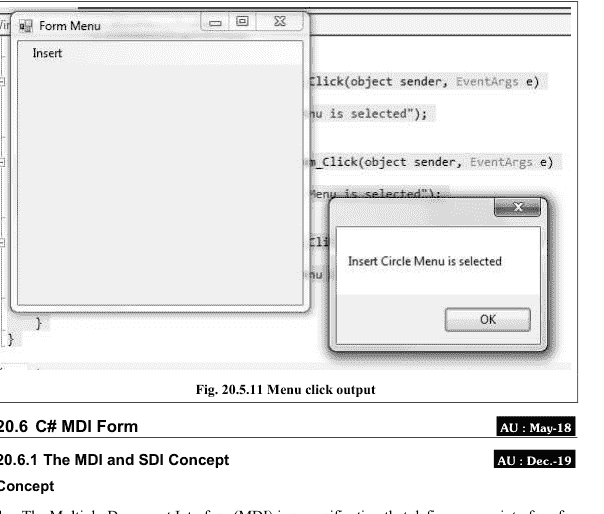 Form Menu
Insert
Click(object sender, EventArgs e)
nu is selected");
m_Click(object sender, EventArgs e)
Menu is selected");
Cli
nu
Insert Circle Menu is selected
OK
}
}
Fig. 20.5.11 Menu click output
20.6 C# MDI Form
AU : May-18
20.6.1 The MDI and SDI Concept
AU : Dec.-19
Concept